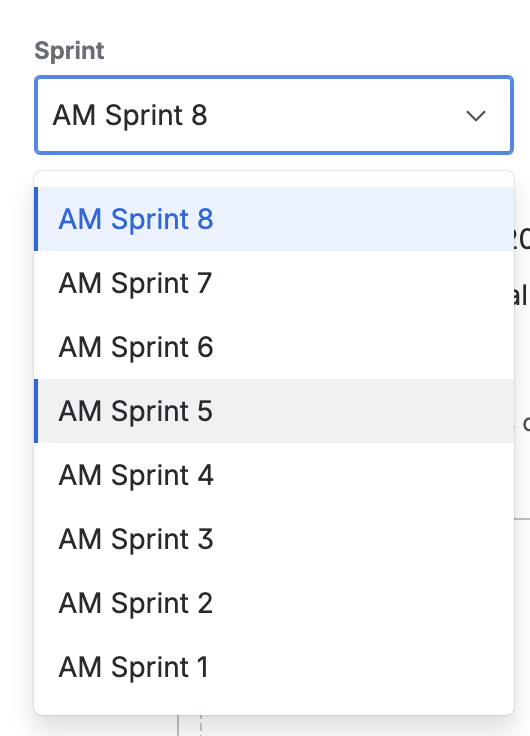 Sprint
AM Sprint 8
AM Sprint 8
AM Sprint 7
AM Sprint 6
AM Sprint 5
AM Sprint 4
AM Sprint 3
AM Sprint 2
AM Sprint 1